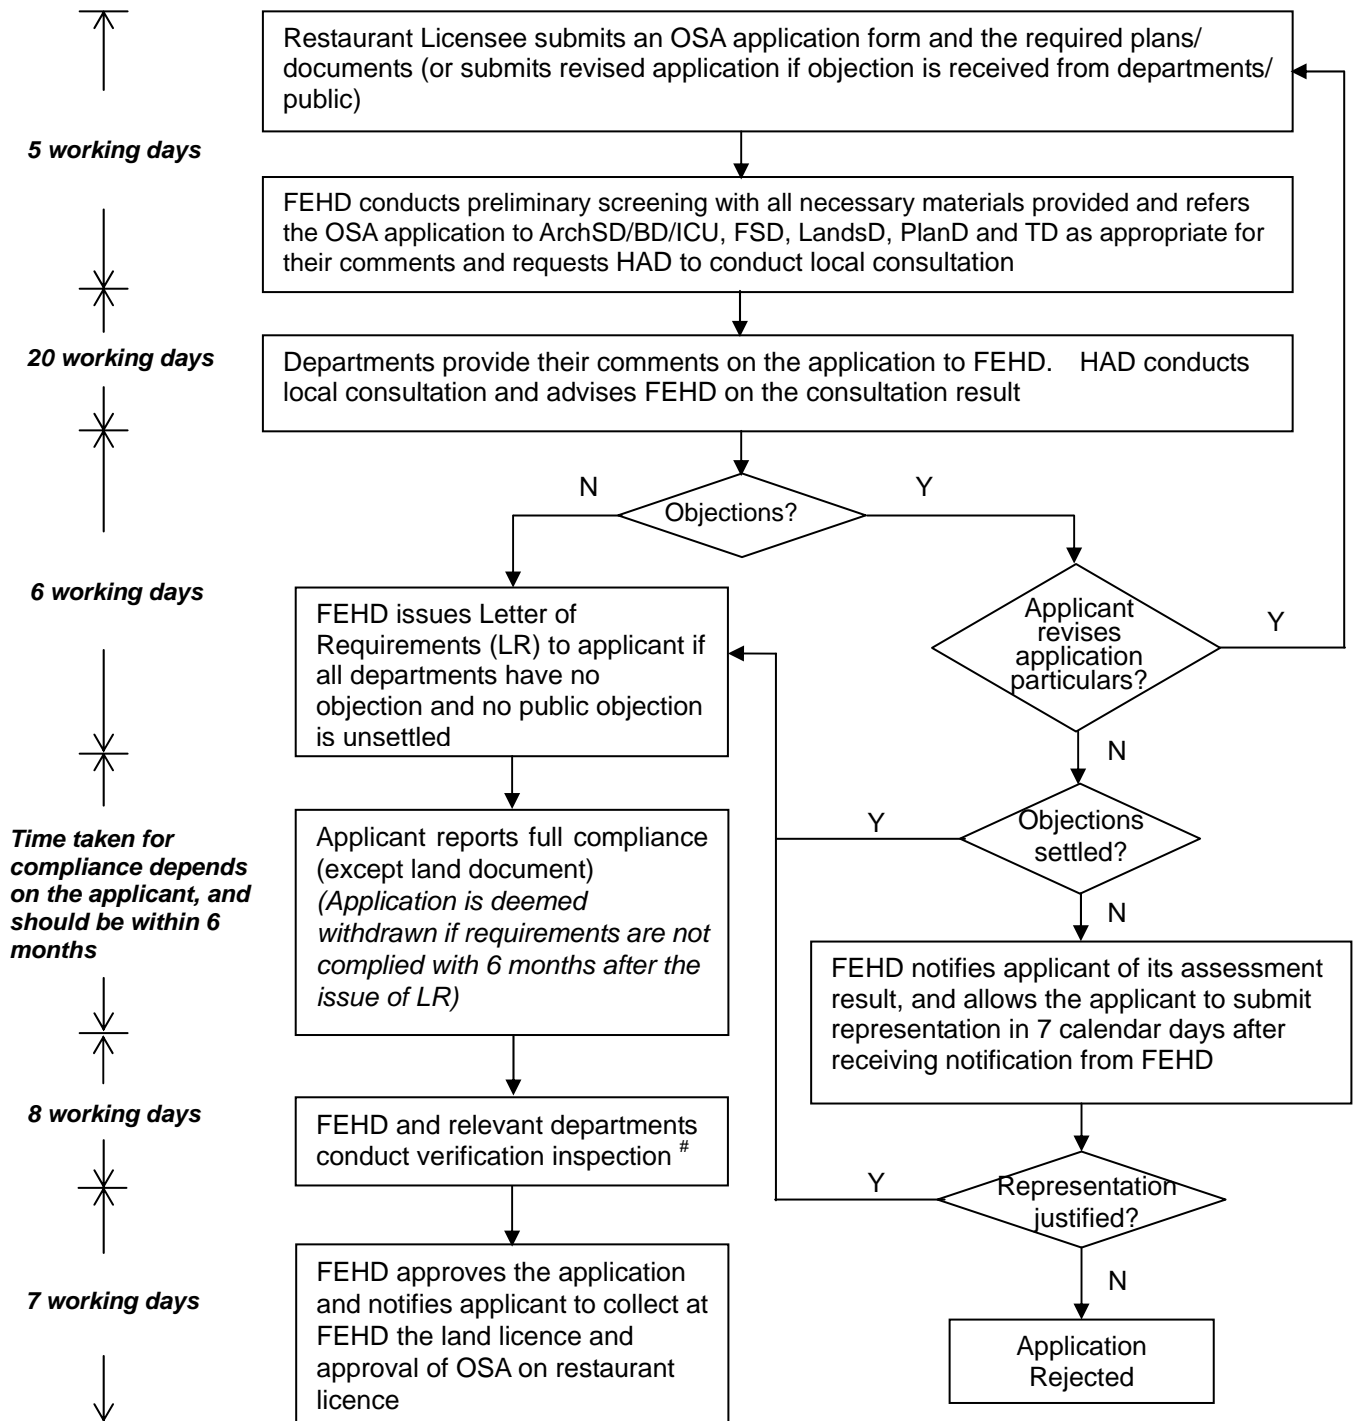 Restaurant Licensee submits an OSA application form and the required plans/
documents (or submits revised application if objection is received from departments/
public)
5 working days
FEHD conducts preliminary screening with all necessary materials provided and refers
the OSA application to ArchSD/BD/ICU, FSD, LandsD, PlanD and TD as appropriate for
their comments and requests HAD to conduct local consultation
20 working days
Departments provide their comments on the application to FEHD. HAD conducts
local consultation and advises FEHD on the consultation result
N
Y
Objections?
6 working days
FEHD issues Letter of
Requirements (LR) to applicant if
all departments have no
objection and no public objection
is unsettled
Applicant
revises
application
particulars?
Y
N
Time taken for
compliance depends
on the applicant, and
should be within 6
months
Applicant reports full compliance
(except land document)
(Application is deemed
withdrawn if requirements are not
complied with 6 months after the
issue of LR)
Y
Objections
settled?
N
FEHD notifies applicant of its assessment
result, and allows the applicant to submit
representation in 7 calendar days after
receiving notification from FEHD
8 working days
FEHD and relevant departments
conduct verification inspection #
Y
Representation
justified?
N
7 working days
FEHD approves the application
and notifies applicant to collect at
FEHD the land licence and
approval of OSA on restaurant
licence
Application
Rejected